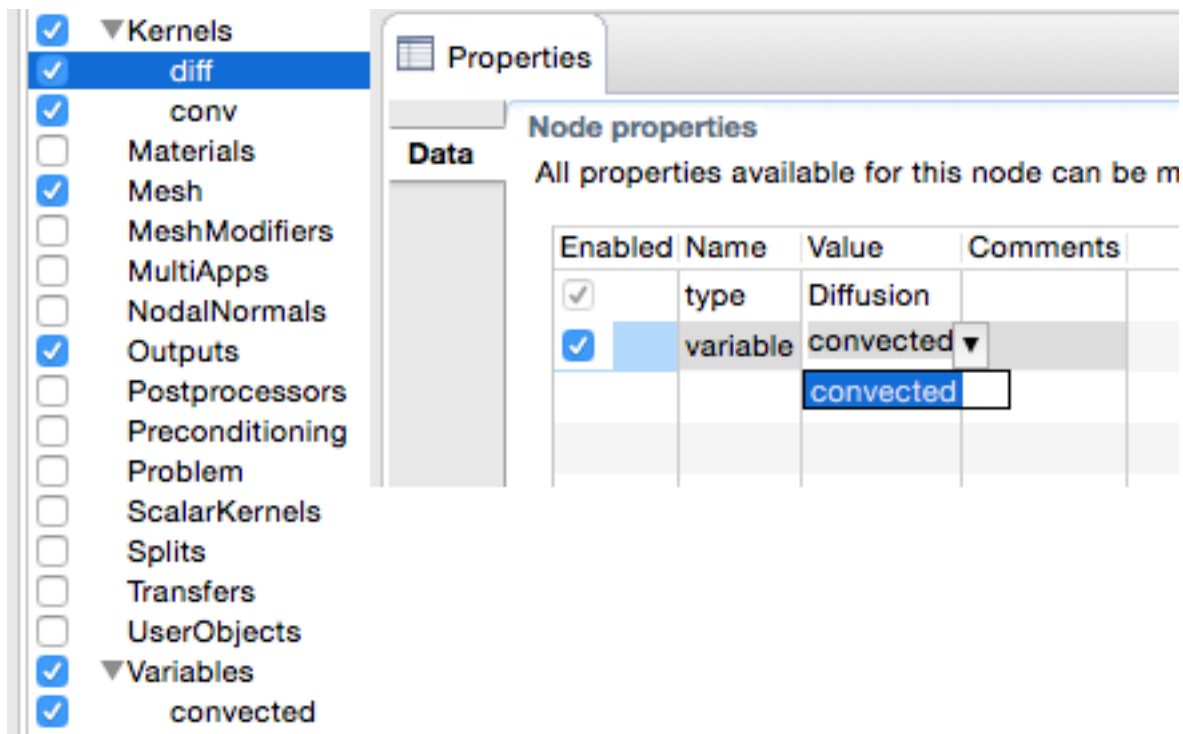 Kernels
diff
conv
Materials
Mesh
MeshModifiers
MultiApps
NodalNormals
Outputs
Postprocessors
Preconditioning
Problem
ScalarKernels
Splits
Transfers
UserObjects
Variables
convected
Properties
Data
Node properties
All properties available for this node can be m
Enabled Name Value Comments
type Diffusion
variable convected
convected